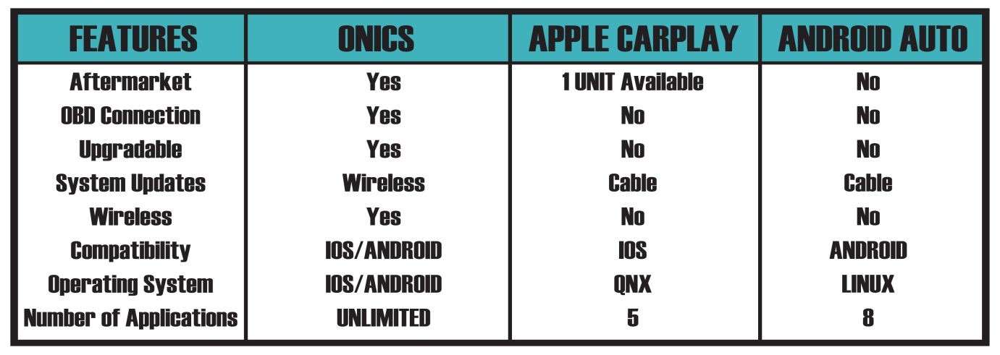 FEATURES ONICS APPLE CARPLAY ANDROID AUTO
Aftermarket Yes 1 UNIT Available No
OBD Connection Yes No No
Upgradable Yes No No
System Updates Wireless Cable Cable
Wireless Yes No No
Compatibility IOS/ANDROID IOS ANDROID
Operating System IOS/ANDROID QNX LINUX
Number of Applications UNLIMITED 5 8